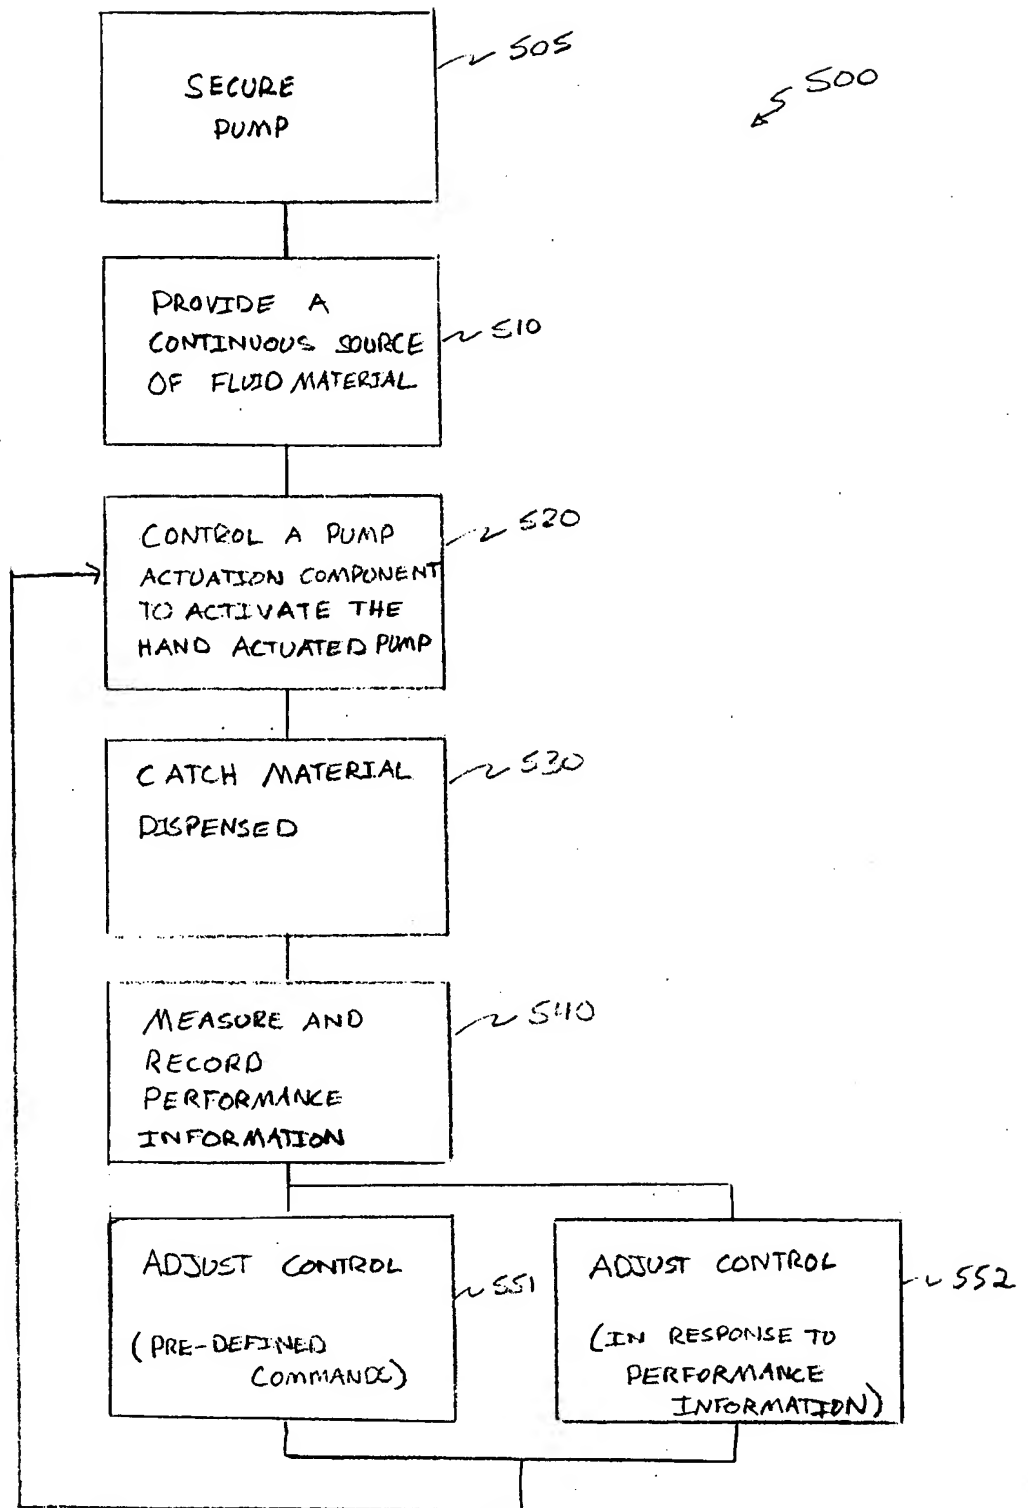 SECURE
PUMP
505
500
PROVIDE A
CONTINUOUS SOURCE
OF FLUID MATERIAL
510
CONTROL A PUMP
ACTUATION COMPONENT
TO ACTIVATE THE
HAND ACTUATED PUMP
520
CATCH MATERIAL
DISPENSED
530
MEASURE AND
RECORD
PERFORMANCE
INFORMATION
540
ADJUST CONTROL
(PRE-DEFINED
COMMANDS)
551
ADJUST CONTROL
(IN RESPONSE TO
PERFORMANCE
INFORMATION)
552